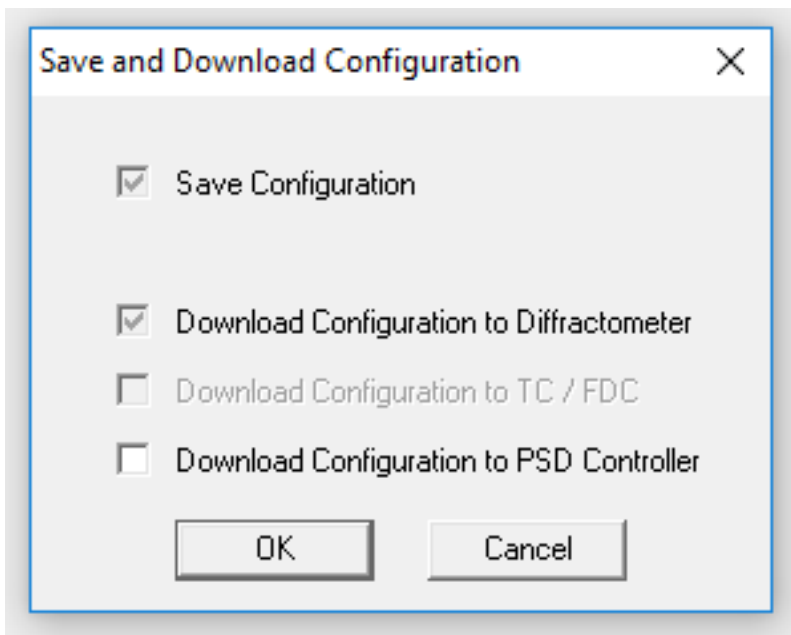 Save and Download Configuration
Save Configuration
Download Configuration to Diffractometer
Download Configuration to TC / FDC
Download Configuration to PSD Controller
OK Cancel